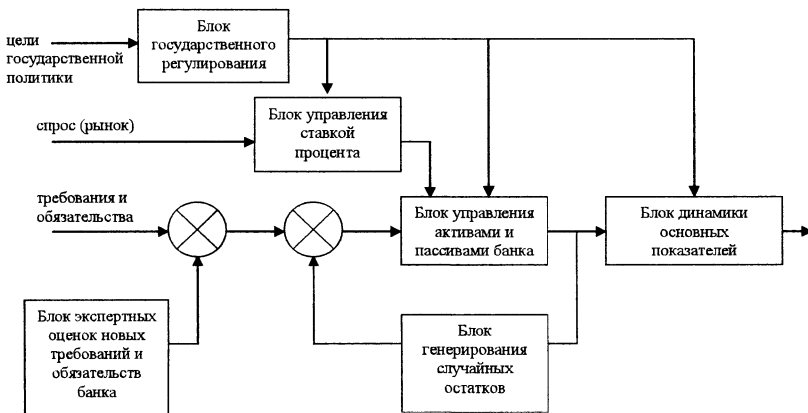 цели
государственной
политики
Блок
государственного
регулирования
спрос (рынок)
Блок управления
ставкой
процента
требования и
обязательства
Блок управления
активами и
пассивами банка
Блок динамики
основных
показателей
Блок экспертных
оценок новых
требований и
обязательств
банка
Блок
генерирования
случайных
остатков